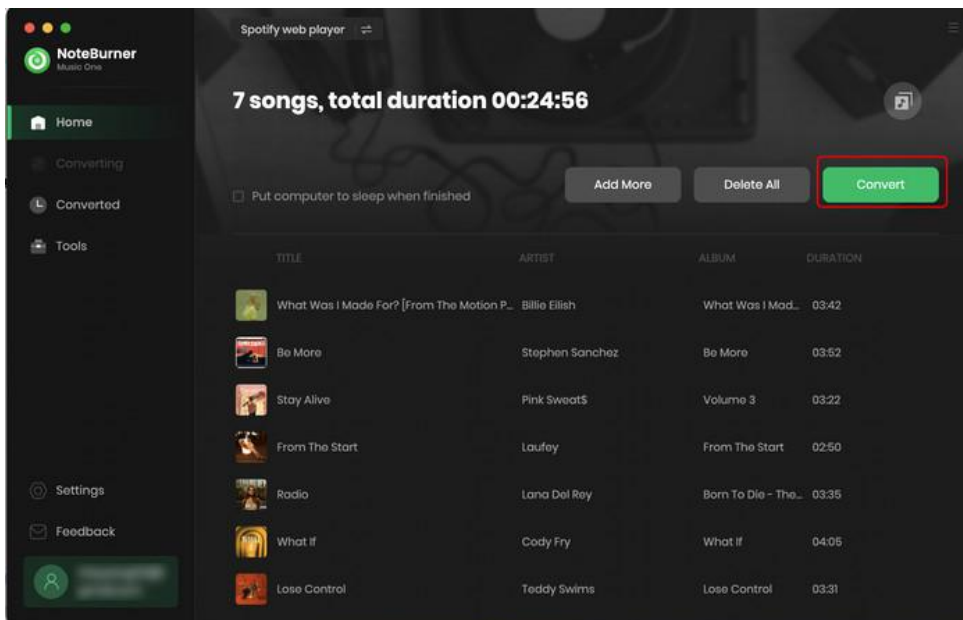 NoteBurner
Music One
Home
Converting
Converted
Tools
Settings
Feedback
Spotify web player
7 songs, total duration 00:24:56
Put computer to sleep when finished
Add More
Delete All
Convert
TITLE ARTIST ALBUM DURATION
What Was I Made For? [From The Motion P... Billie Eilish What Was I Mad... 03:42
Be More Stephen Sanchez Be More 03:52
Stay Alive Pink Sweat$ Volume 3 03:22
From The Start Laufey From The Start 02:50
Radio Lana Del Rey Born To Die - The... 03:35
What If Cody Fry What If 04:05
Lose Control Teddy Swims Lose Control 03:31